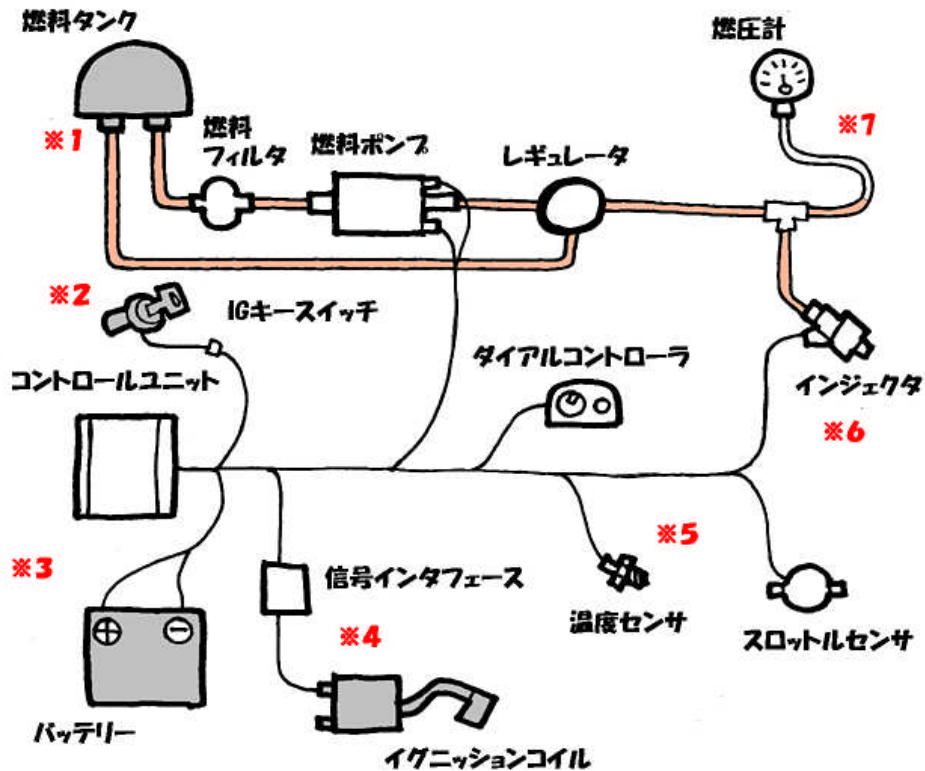 燃料タンク
燃圧計
※1
燃料
フィルタ
燃料ポンプ
レギュレータ
※7
※2
IGキースイッチ
コントロールユニット
ダイアルコントローラ
インジェクタ
※6
※3
信号インタフェース
※5
※4
温度センサ
スロットルセンサ
バッテリー
イグニッションコイル